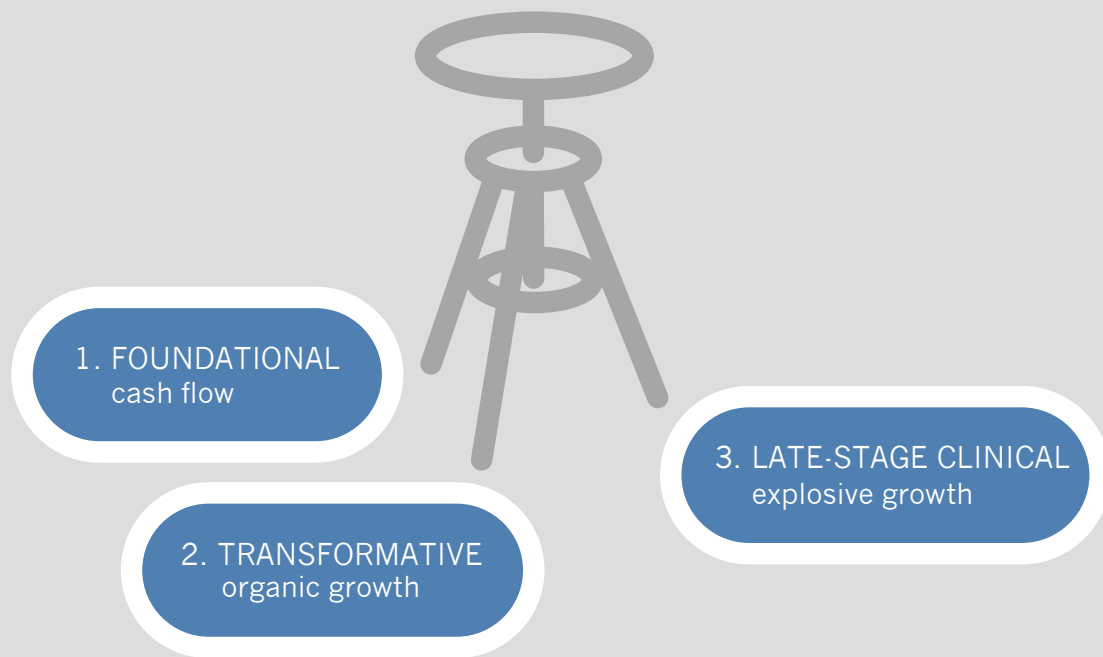 1. FOUNDATIONAL
cash flow
2. TRANSFORMATIVE
organic growth
3. LATE-STAGE CLINICAL
explosive growth